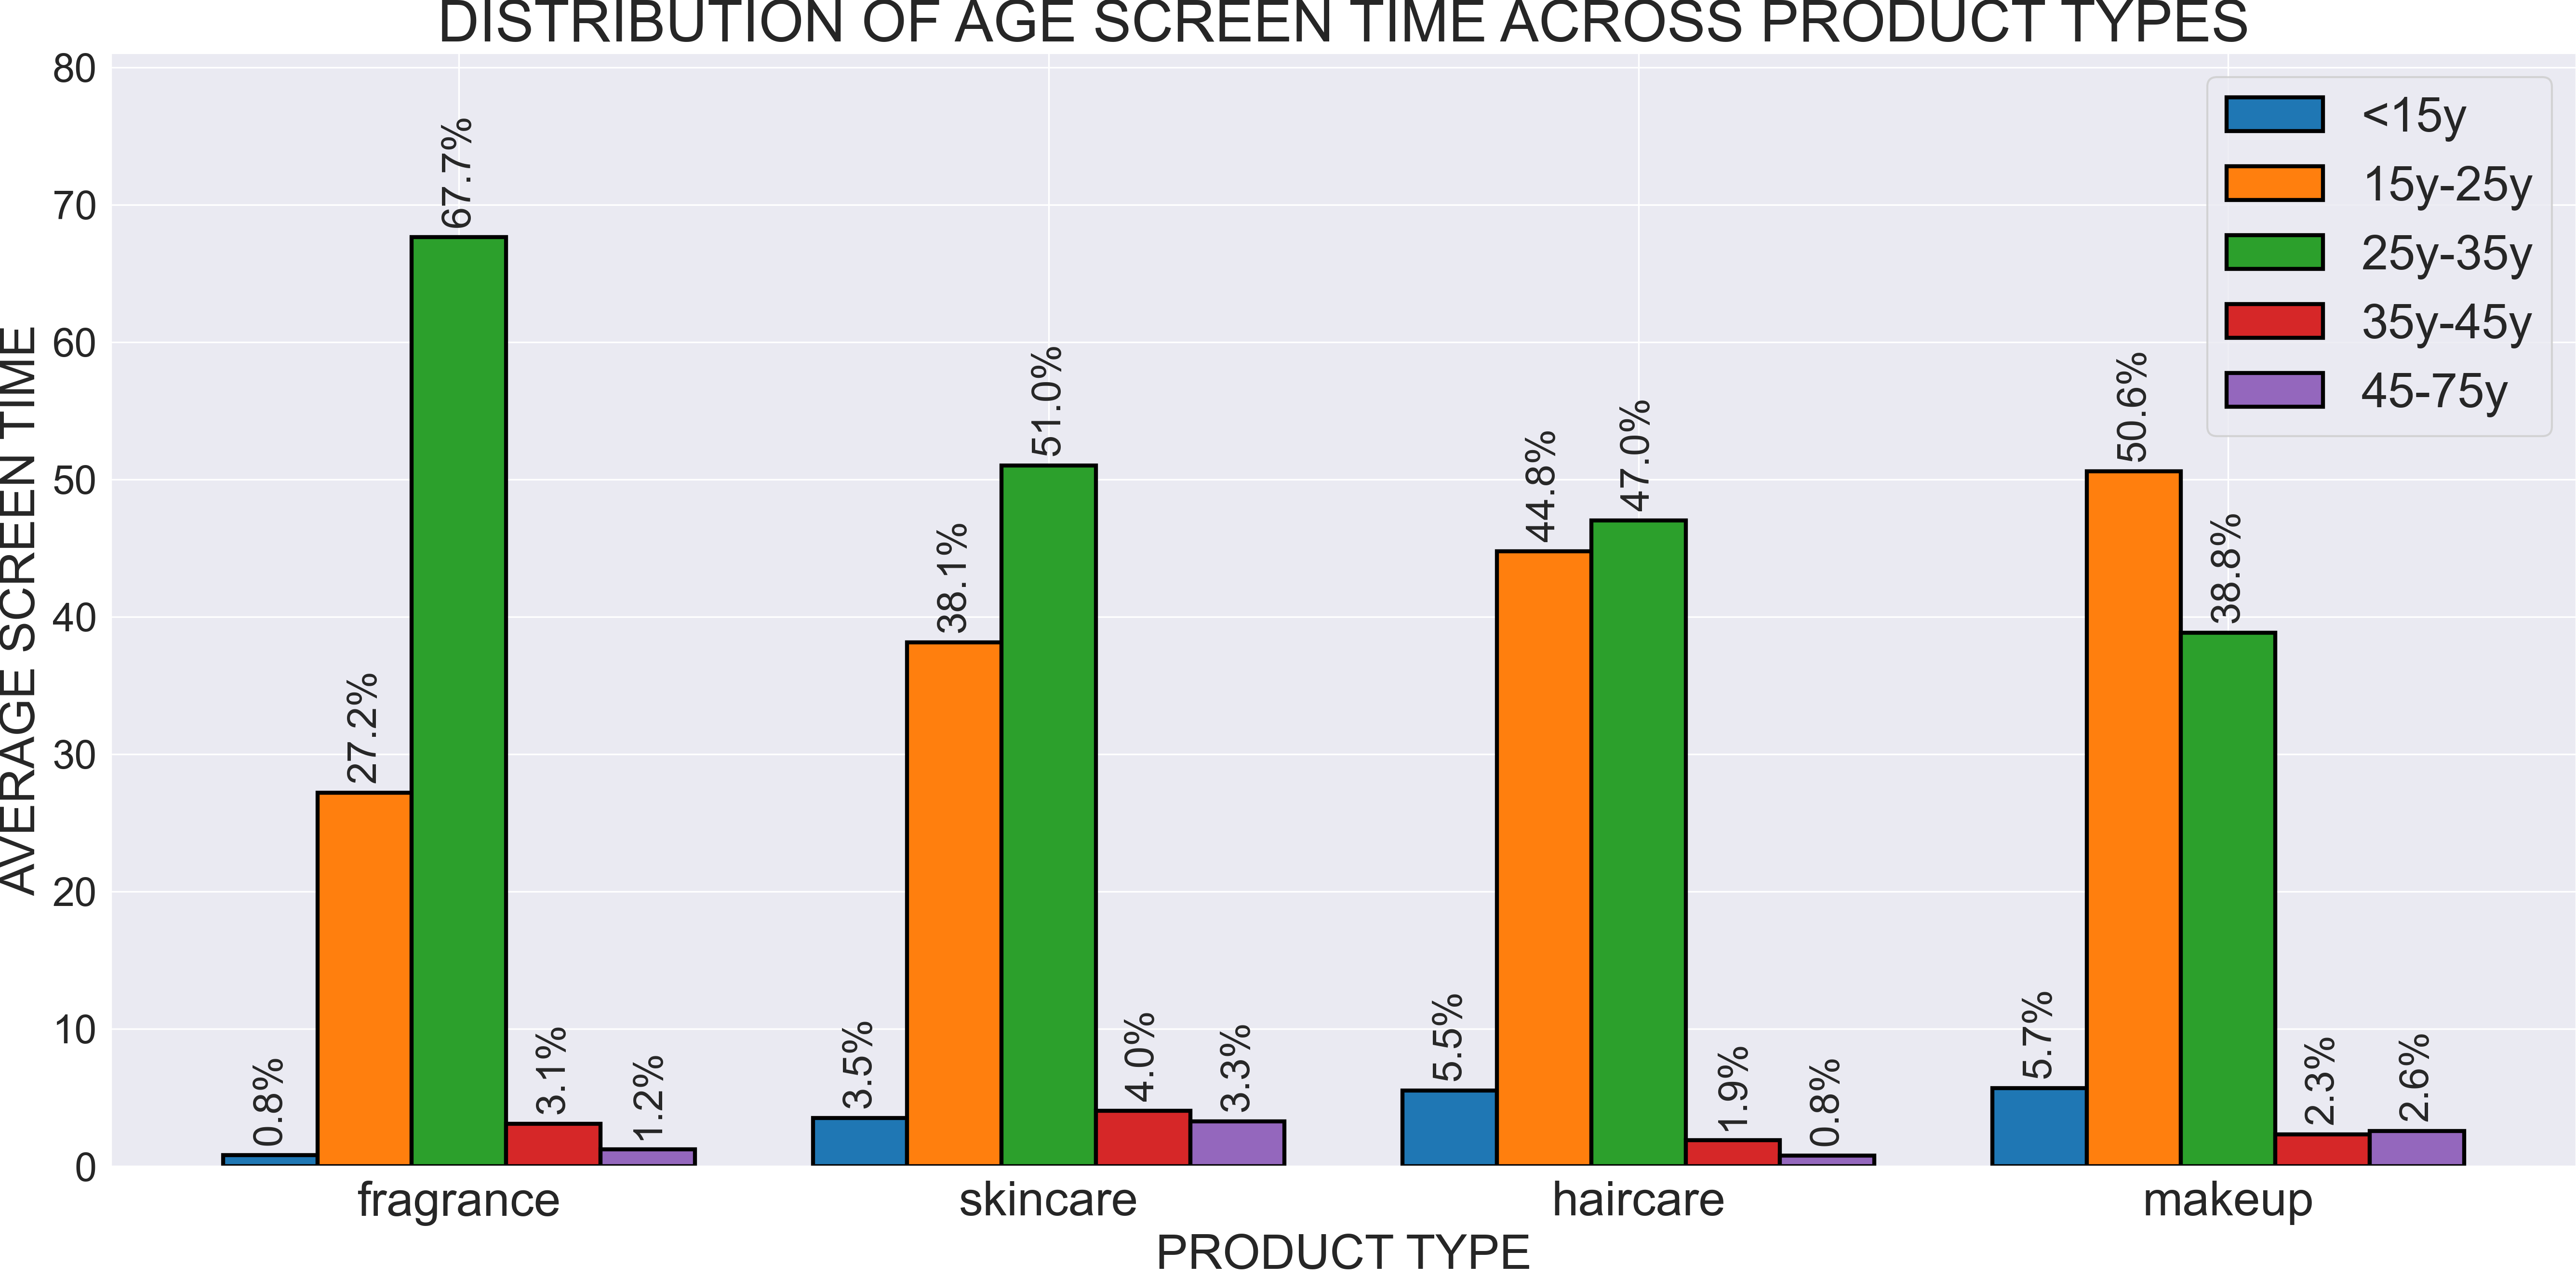 DISTRIBUTION OF AGE SCREEN TIME ACROSS PRODUCT TYPES
AVERAGE SCREEN TIME
80
70
60
50
40
30
20
10
0
0.8%
27.2%
67.7%
3.1%
1.2%
3.5%
38.1%
51.0%
4.0%
3.3%
5.5%
44.8%
47.0%
1.9%
0.8%
5.7%
50.6%
38.8%
2.3%
2.6%
<15y
15y-25y
25y-35y
35y-45y
45-75y
fragrance
skincare
haircare
makeup
PRODUCT TYPE